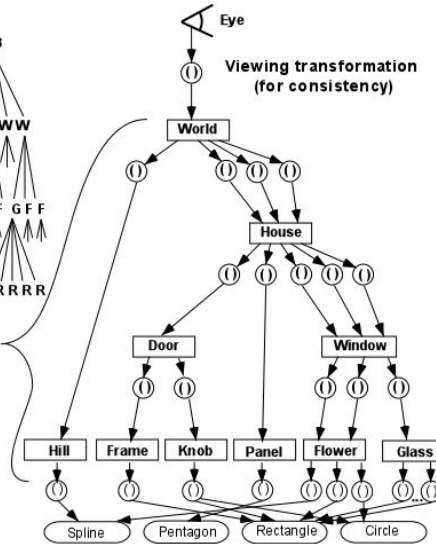 Eye
()
Viewing transformation
(for consistency)
World
() () () ()
House
() () () () ()
Door Window
() () () () ()
Hill Frame Knob Panel Flower Glass
() () () () () () () () ... ()
Spline Pentagon Rectangle Circle
W W
G F F
R R R R